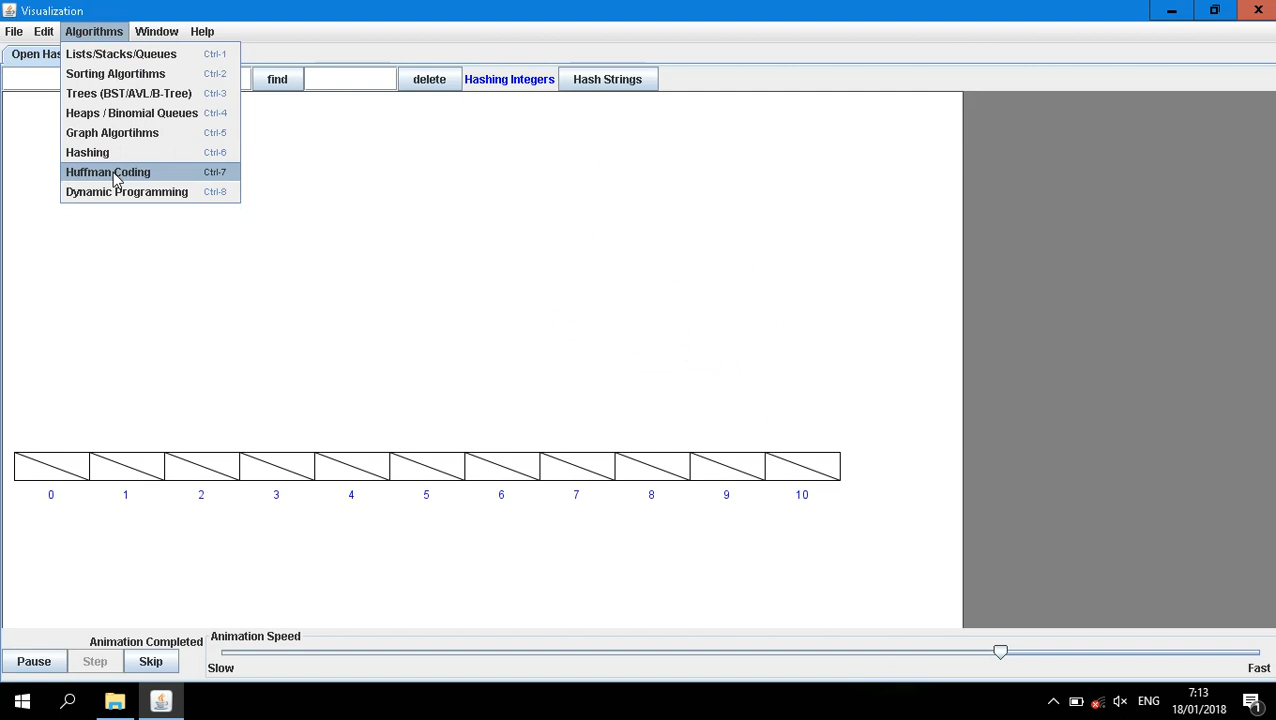 Visualization
File Edit Algorithms Window Help
Open Has
Lists/Stacks/Queues Ctrl-1
Sorting Algortihms Ctrl-2
Trees (BST/AVL/B-Tree) Ctrl-3
Heaps / Binomial Queues Ctrl-4
Graph Algortihms Ctrl-5
Hashing Ctrl-6
Huffman Coding Ctrl-7
Dynamic Programming Ctrl-8
find delete Hashing Integers Hash Strings
0 1 2 3 4 5 6 7 8 9 10
Animation Completed
Pause Step Skip
Animation Speed
Slow Fast
ENG
7:13
18/01/2018
1